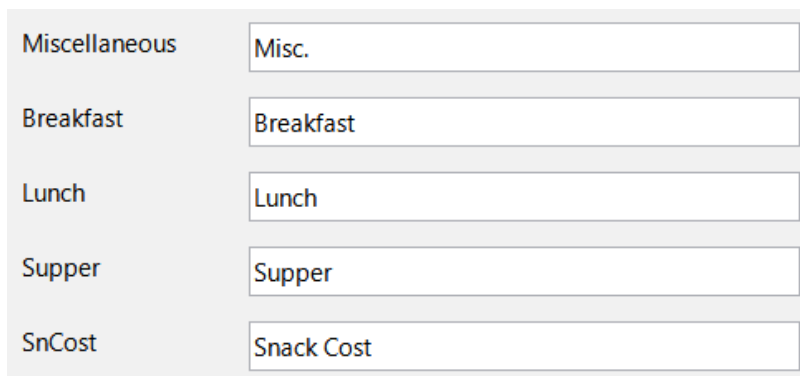 Miscellaneous Misc.
Breakfast Breakfast
Lunch Lunch
Supper Supper
SnCost Snack Cost